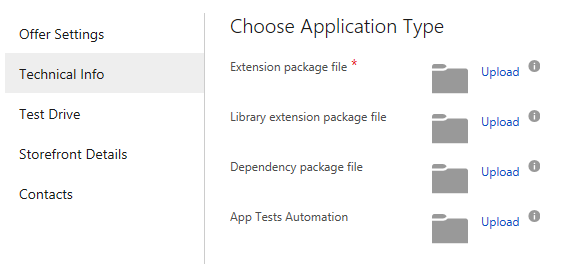 Offer Settings
Technical Info
Test Drive
Storefront Details
Contacts
Choose Application Type
Extension package file * Upload
Library extension package file Upload
Dependency package file Upload
App Tests Automation Upload